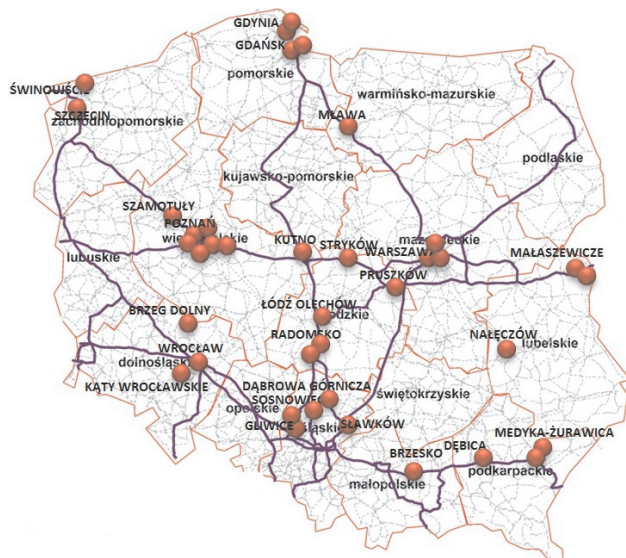 GDYNIA
GDAŃSK
pomorskie
ŚWINOUJŚCIE
SZCZECIN
zachodniopomorskie
warmińsko-mazurskie
MŁAWA
podlaskie
kujawsko-pomorskie
SZAMOTUŁY
POZNAŃ
KUTNO
STRYKÓW
WARSZAWA
MAŁASZEWICZE
lubuskie
PRUSZKÓW
ŁÓDŹ OLECHÓW
BRZEG DOLNY
RADOMSKO
NAŁĘCZÓW
lubelskie
WROCŁAW
dolnośląskie
KĄTY WROCŁAWSKIE
DĄBROWA GÓRNICZA
świętokrzyskie
SOSNOWIEC
opolskie
GLIWICE
SŁAWKÓW
MEDYKA-ŻURAWICA
BRZESKO
DĘBICA
podkarpackie
małopolskie